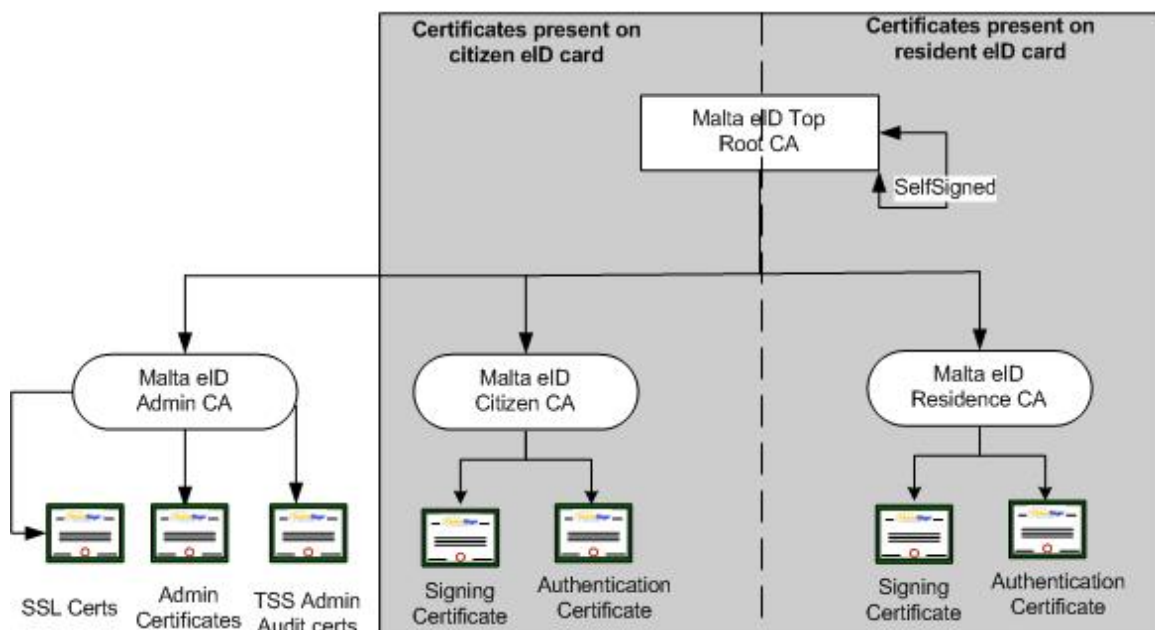 Certificates present on
citizen eID card
Certificates present on
resident eID card
Malta eID Top
Root CA
SelfSigned
Malta eID
Admin CA
Malta eID
Citizen CA
Malta eID
Residence CA
SSL Certs
Admin
Certificates
TSS Admin
Audit certs
Signing
Certificate
Authentication
Certificate
Signing
Certificate
Authentication
Certificate